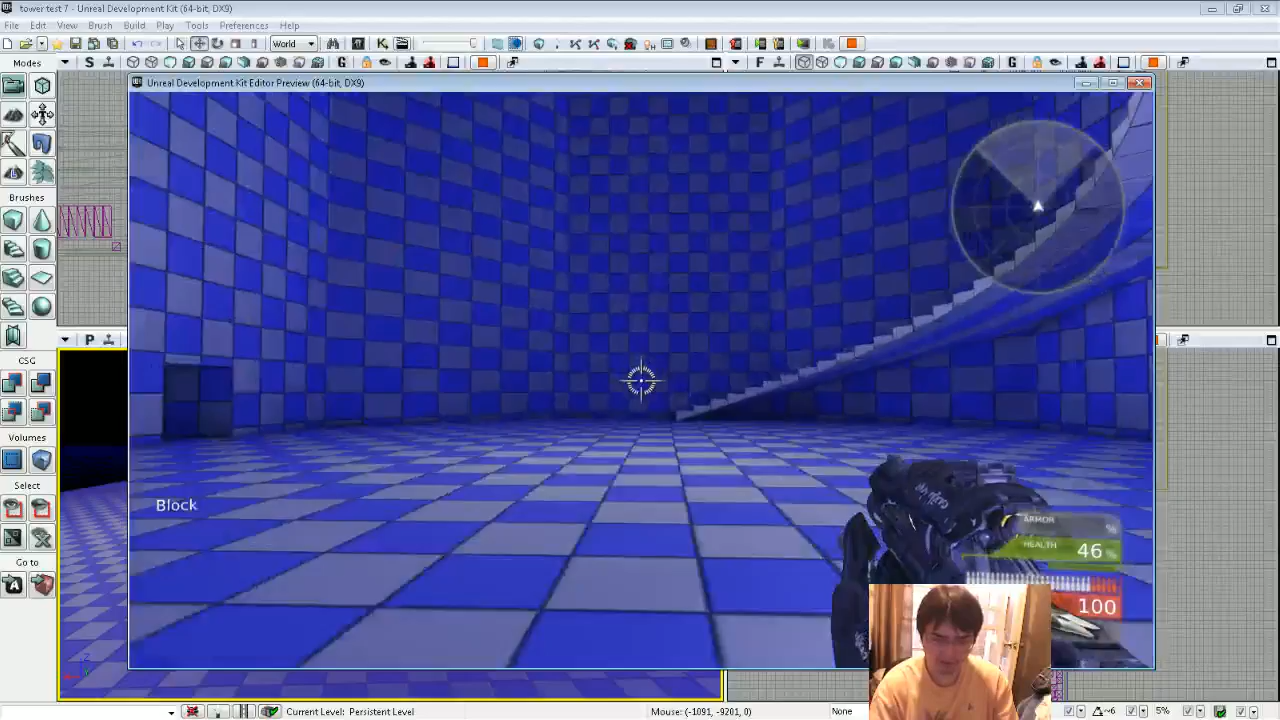 tower test 7 - Unreal Development Kit (64-bit, DX9)
File Edit View Brush Build Play Tools Preferences Help
World
Modes
S G F G
Unreal Development Kit Editor Preview (64-bit, DX9)
Brushes
P
CSG
Volumes
Select
Go to
Block
ARMOR %
HEALTH 46 %
100
Current Level: Persistent Level
Mouse: (-1091, -9201, 0)
None
6
5%